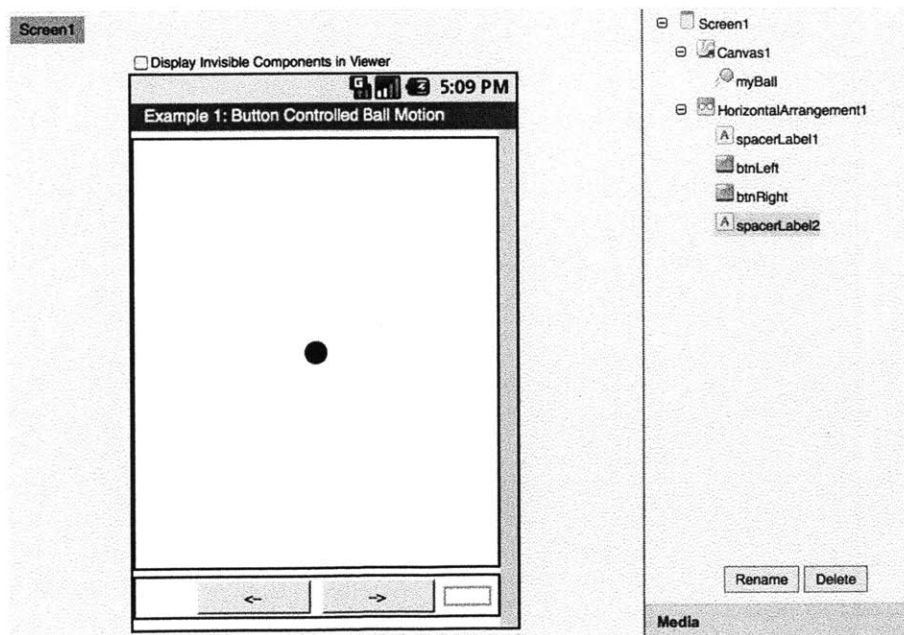 Screen1
Display Invisible Components in Viewer
5:09 PM
Example 1: Button Controlled Ball Motion
<-
->
Screen1
Canvas1
myBall
HorizontalArrangement1
A spacerLabel1
btnLeft
btnRight
A spacerLabel2
Rename Delete
Media